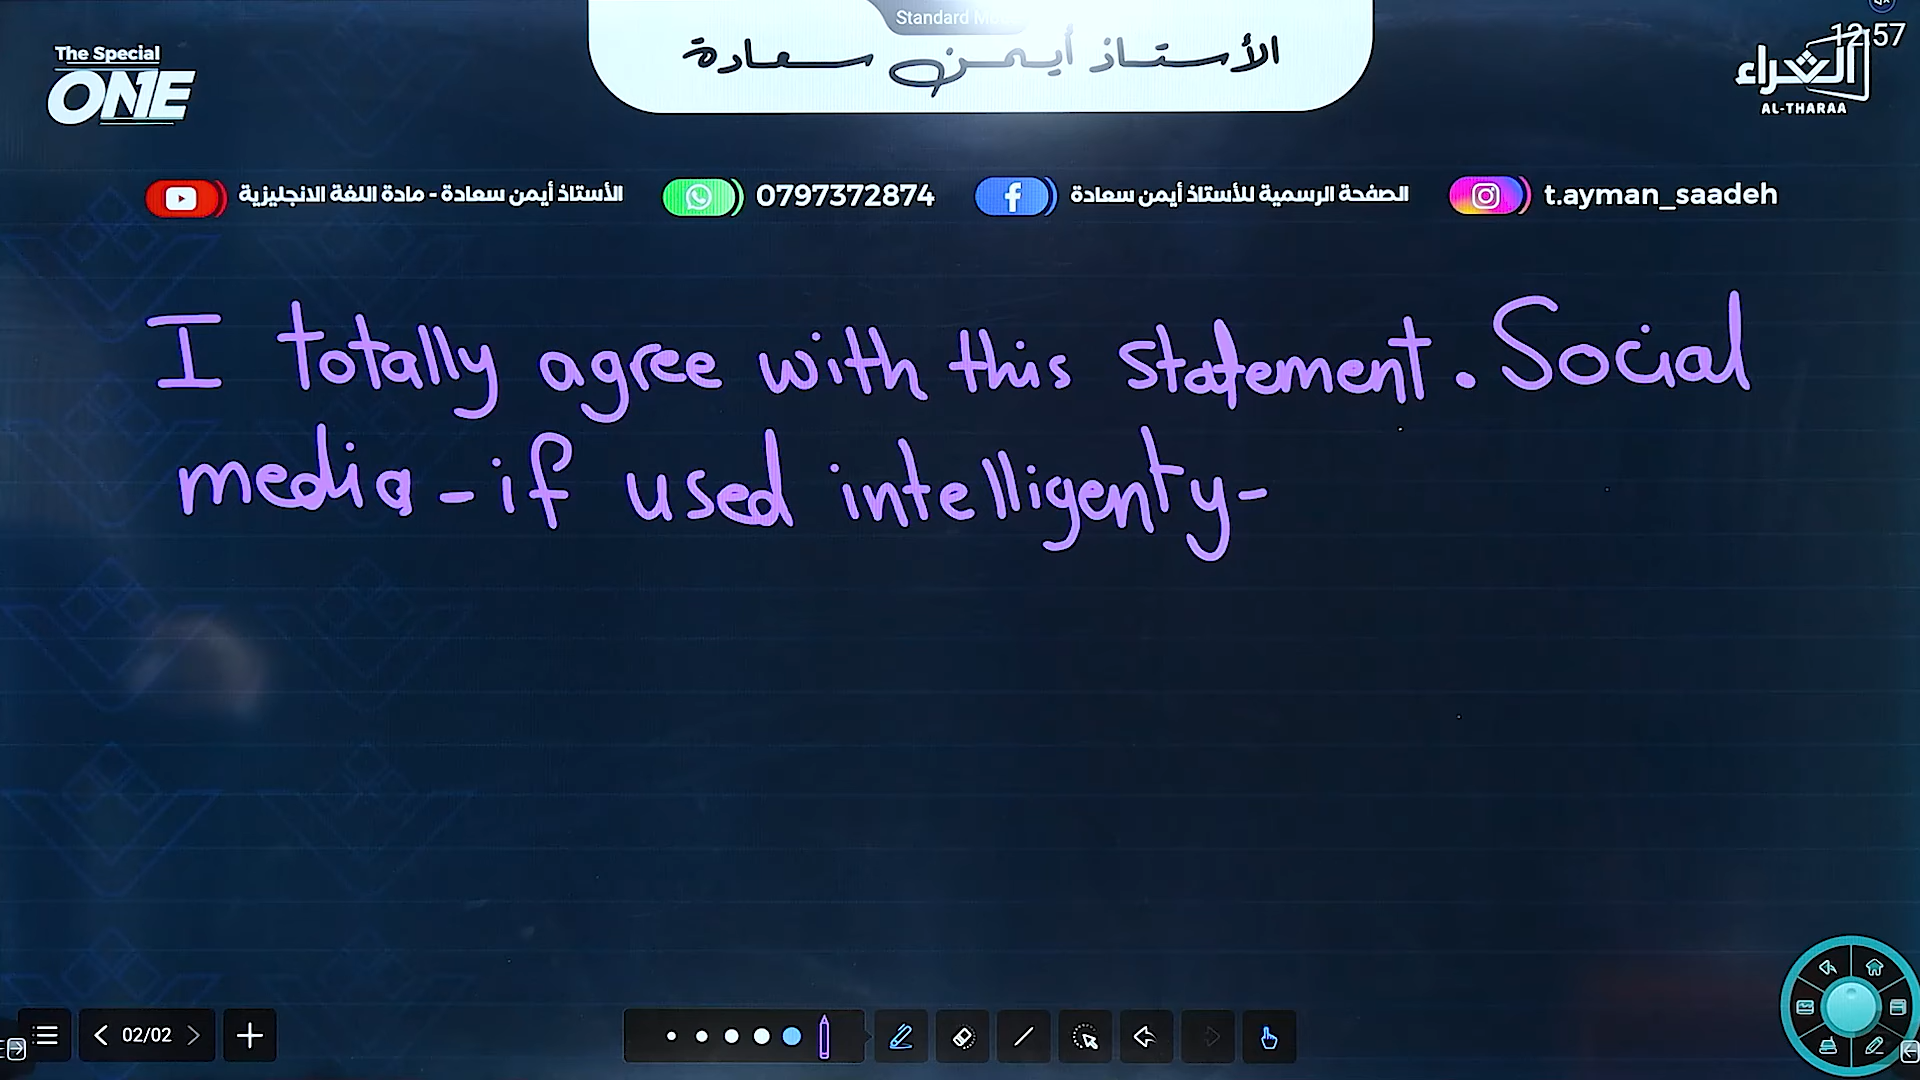 Standard
12:57
The Special
ONE
الأستاذ أيمن سعادة
الثراء
AL-THARAA
الأستاذ أيمن سعادة - مادة اللغة الانجليزية
0797372874
الصفحة الرسمية للأستاذ أيمن سعادة
t.ayman_saadeh
I totally agree with this statement. Social
media - if used intelligenty-
02/02